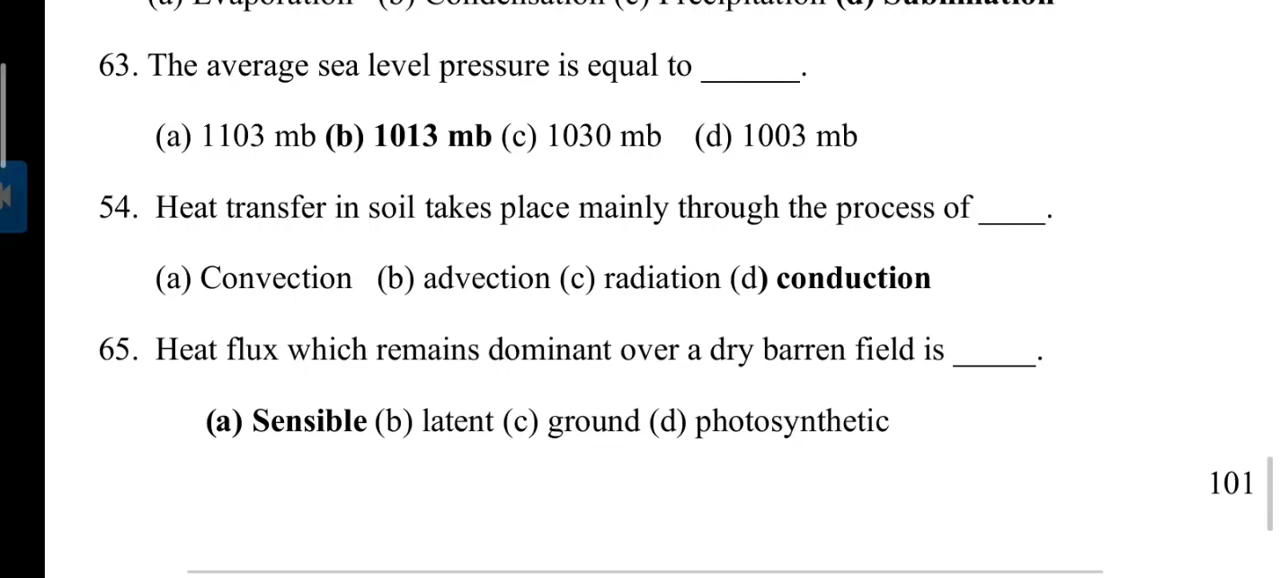 63. The average sea level pressure is equal to ______.
(a) 1103 mb (b) 1013 mb (c) 1030 mb (d) 1003 mb
54. Heat transfer in soil takes place mainly through the process of ____.
(a) Convection (b) advection (c) radiation (d) conduction
65. Heat flux which remains dominant over a dry barren field is _____.
(a) Sensible (b) latent (c) ground (d) photosynthetic
101